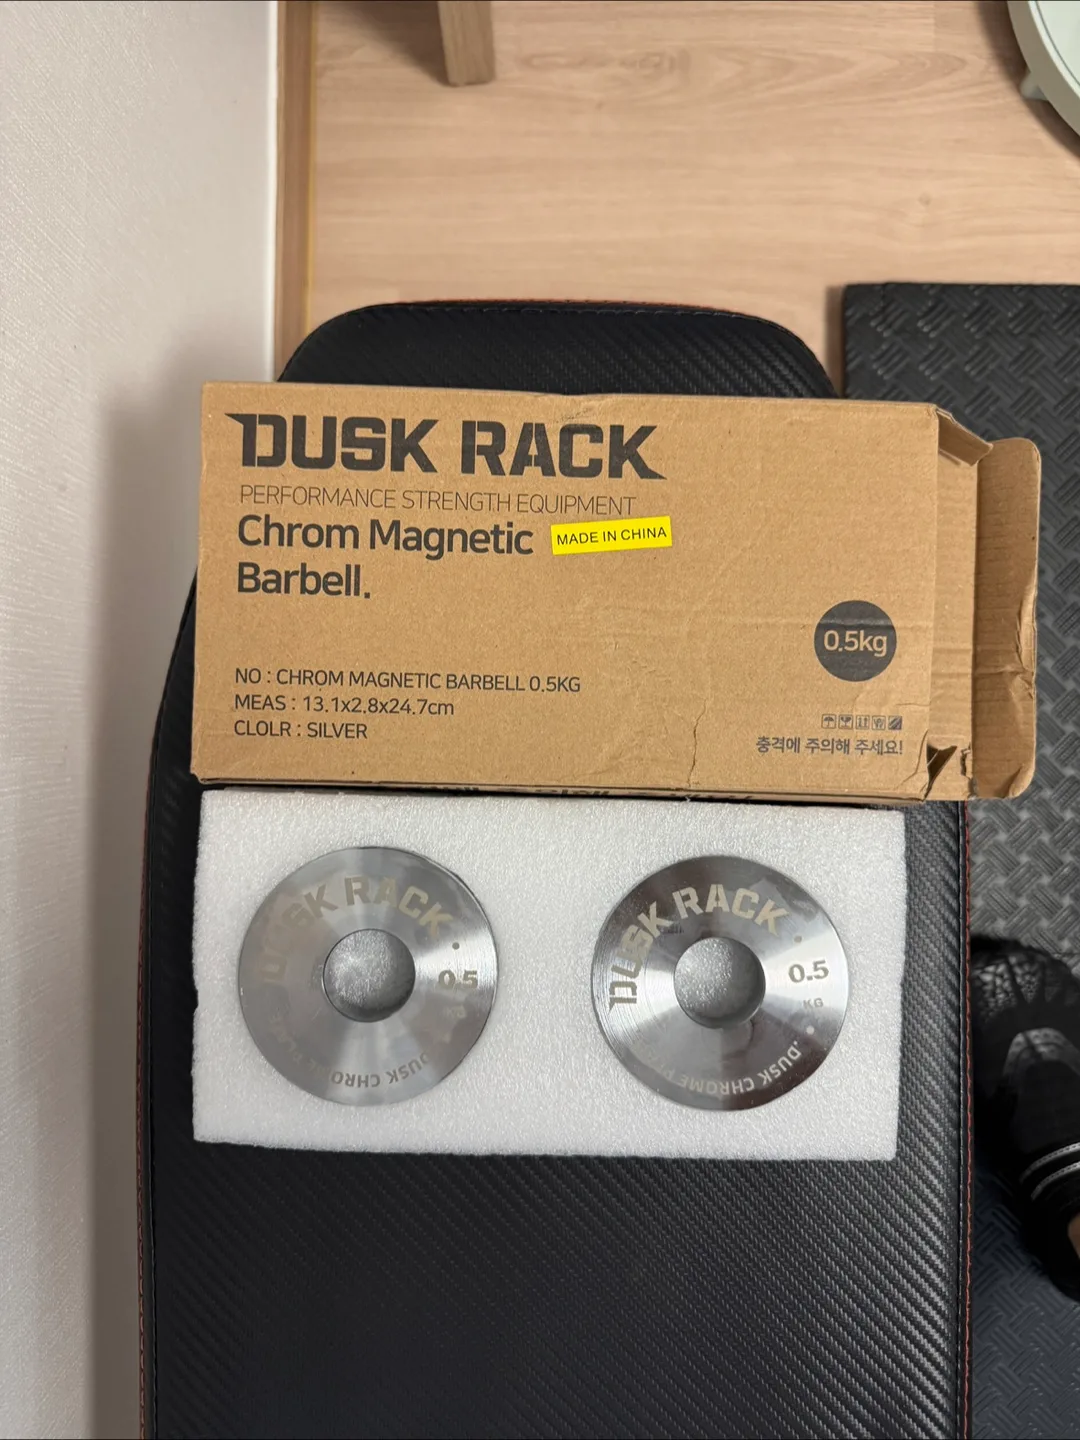 DUSK RACK
PERFORMANCE STRENGTH EQUIPMENT
Chrom Magnetic
Barbell.
MADE IN CHINA
0.5kg
NO : CHROM MAGNETIC BARBELL 0.5KG
MEAS : 13.1x2.8x24.7cm
CLOLR : SILVER
충격에 주의해 주세요!
DUSK RACK
0.5
DUSK
DUSK RACK
0.5
KG
DUSK CHROME